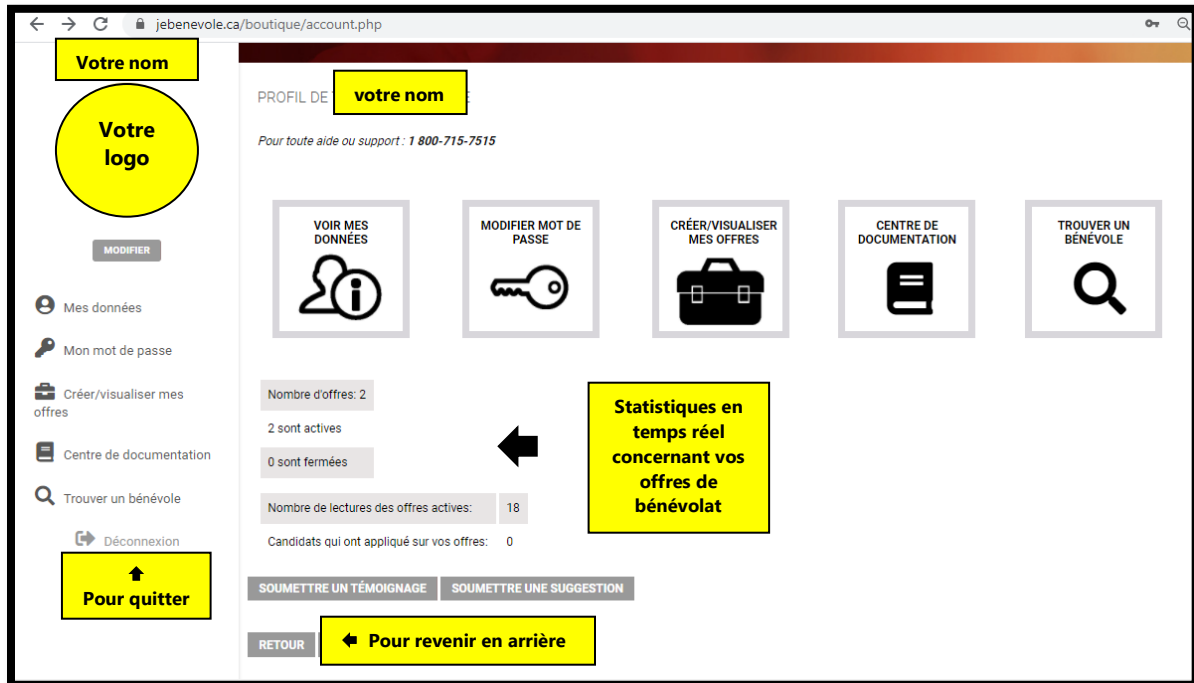 jebenevole.ca/boutique/account.php
Votre nom
Votre
logo
MODIFIER
Mes données
Mon mot de passe
Créer/visualiser mes
offres
Centre de documentation
Trouver un bénévole
Déconnexion
Pour quitter
PROFIL DE
votre nom
Pour toute aide ou support : 1 800-715-7515
VOIR MES
DONNÉES
MODIFIER MOT DE
PASSE
CRÉER/VISUALISER
MES OFFRES
CENTRE DE
DOCUMENTATION
TROUVER UN
BÉNÉVOLE
Nombre d'offres: 2
2 sont actives
0 sont fermées
Nombre de lectures des offres actives: 18
Candidats qui ont appliqué sur vos offres: 0
Statistiques en
temps réel
concernant vos
offres de
bénévolat
SOUMETTRE UN TÉMOIGNAGE
SOUMETTRE UNE SUGGESTION
RETOUR
Pour revenir en arrière